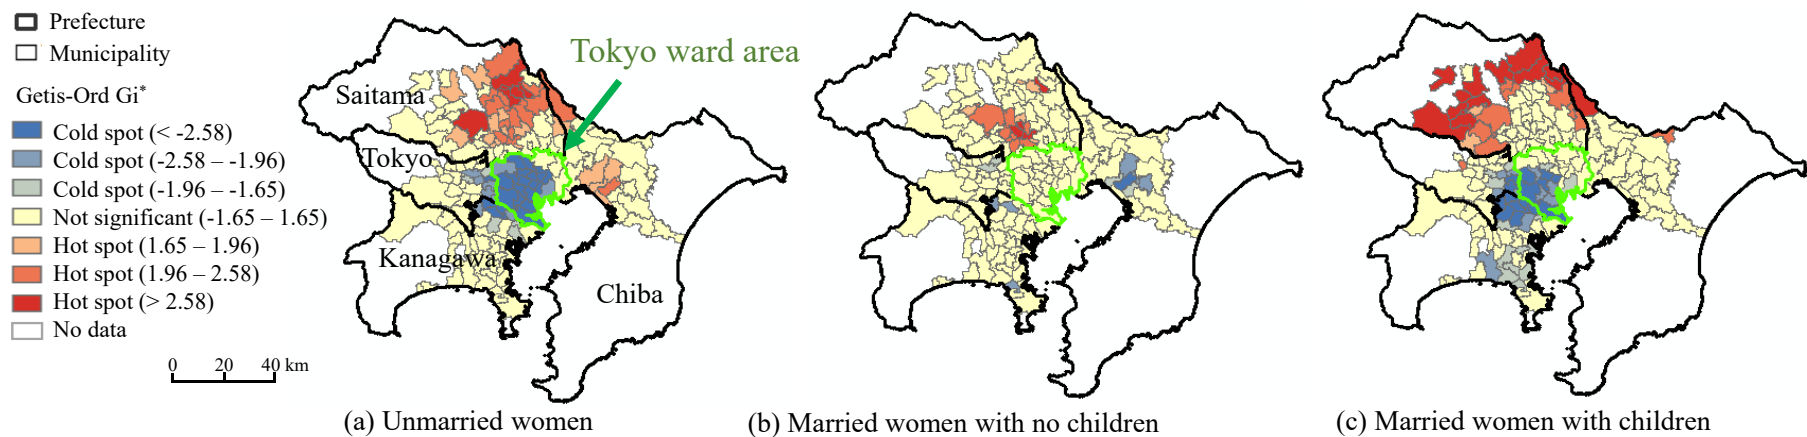 Prefecture
Municipality
Getis-Ord Gi*
Cold spot (< -2.58)
Cold spot (-2.58 – -1.96)
Cold spot (-1.96 – -1.65)
Not significant (-1.65 – 1.65)
Hot spot (1.65 – 1.96)
Hot spot (1.96 – 2.58)
Hot spot (> 2.58)
No data
0 20 40 km
Tokyo ward area
Saitama
Tokyo
Kanagawa
Chiba
(a) Unmarried women
(b) Married women with no children
(c) Married women with children